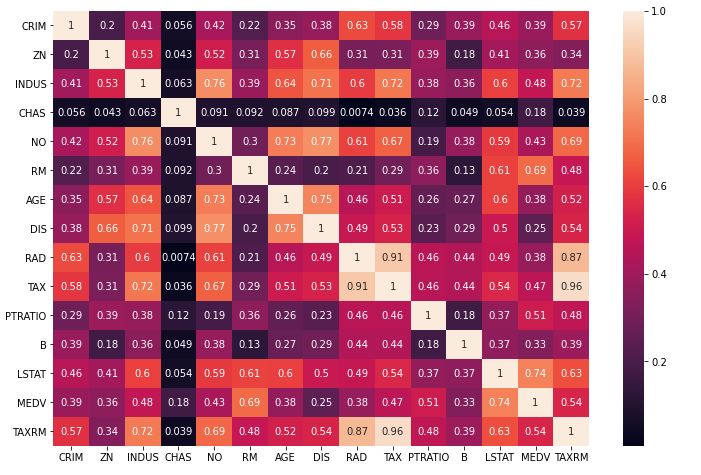 CRIM 1 0.2 0.41 0.056 0.42 0.22 0.35 0.38 0.63 0.58 0.29 0.39 0.46 0.39 0.57
ZN 0.2 1 0.53 0.043 0.52 0.31 0.57 0.66 0.31 0.31 0.39 0.18 0.41 0.36 0.34
INDUS 0.41 0.53 1 0.063 0.76 0.39 0.64 0.71 0.6 0.72 0.38 0.36 0.6 0.48 0.72
CHAS 0.056 0.043 0.063 1 0.091 0.092 0.087 0.099 0.0074 0.036 0.12 0.049 0.054 0.18 0.039
NO 0.42 0.52 0.76 0.091 1 0.3 0.73 0.77 0.61 0.67 0.19 0.38 0.59 0.43 0.69
RM 0.22 0.31 0.39 0.092 0.3 1 0.24 0.2 0.21 0.29 0.36 0.13 0.61 0.69 0.48
AGE 0.35 0.57 0.64 0.087 0.73 0.24 1 0.75 0.46 0.51 0.26 0.27 0.6 0.38 0.52
DIS 0.38 0.66 0.71 0.099 0.77 0.2 0.75 1 0.49 0.53 0.23 0.29 0.5 0.25 0.54
RAD 0.63 0.31 0.6 0.0074 0.61 0.21 0.46 0.49 1 0.91 0.46 0.44 0.49 0.38 0.87
TAX 0.58 0.31 0.72 0.036 0.67 0.29 0.51 0.53 0.91 1 0.46 0.44 0.54 0.47 0.96
PTRATIO 0.29 0.39 0.38 0.12 0.19 0.36 0.26 0.23 0.46 0.46 1 0.18 0.37 0.51 0.48
B 0.39 0.18 0.36 0.049 0.38 0.13 0.27 0.29 0.44 0.44 0.18 1 0.37 0.33 0.39
LSTAT 0.46 0.41 0.6 0.054 0.59 0.61 0.6 0.5 0.49 0.54 0.37 0.37 1 0.74 0.63
MEDV 0.39 0.36 0.48 0.18 0.43 0.69 0.38 0.25 0.38 0.47 0.51 0.33 0.74 1 0.54
TAXRM 0.57 0.34 0.72 0.039 0.69 0.48 0.52 0.54 0.87 0.96 0.48 0.39 0.63 0.54 1
CRIM ZN INDUS CHAS NO RM AGE DIS RAD TAX PTRATIO B LSTAT MEDV TAXRM
1.0
0.8
0.6
0.4
0.2